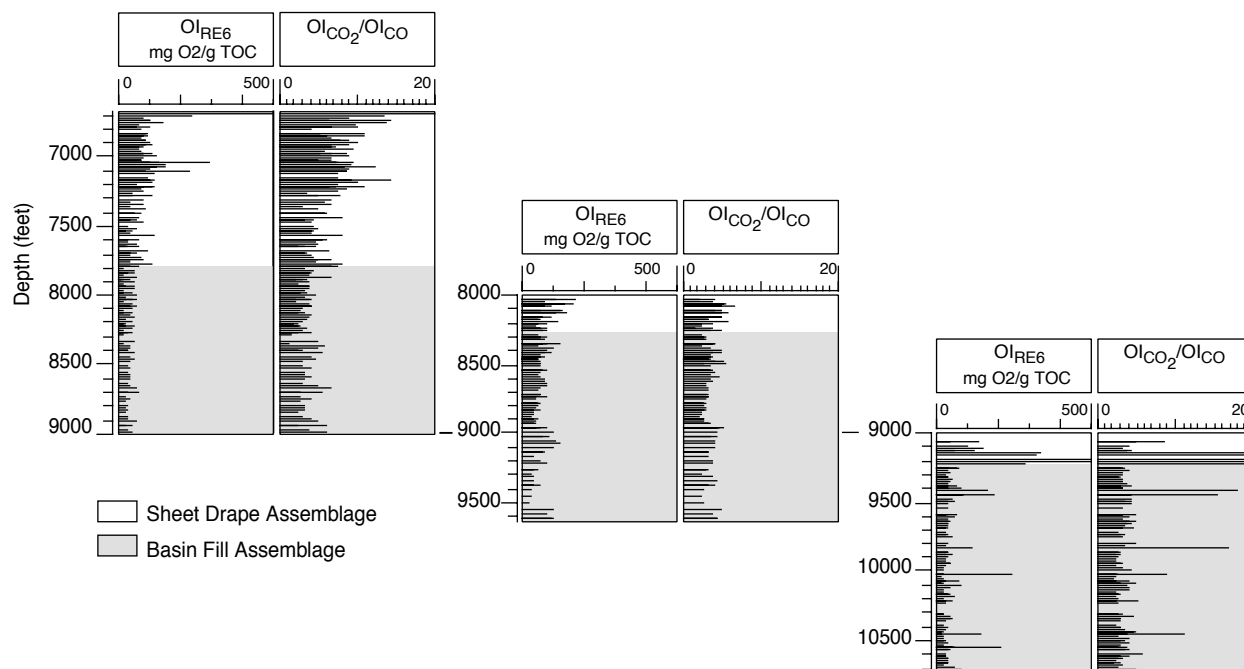 OIRE6
mg O2/g TOC
OICO2/OICO
0 500 0 20
Depth (feet)
7000
7500
8000
8500
9000
Sheet Drape Assemblage
Basin Fill Assemblage
OIRE6
mg O2/g TOC
OICO2/OICO
0 500 0 20
8000
8500
9000
9500
OIRE6
mg O2/g TOC
OICO2/OICO
0 500 0 20
9000
9500
10000
10500